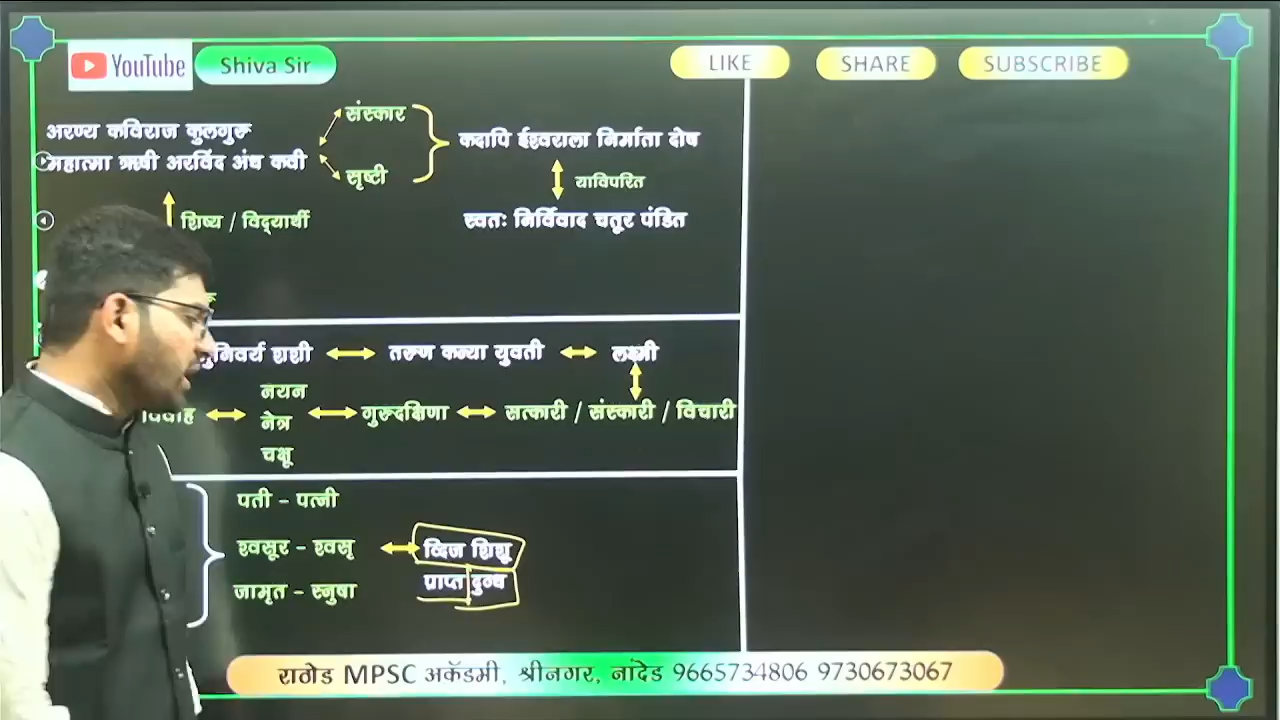 YouTube
Shiva Sir
LIKE
SHARE
SUBSCRIBE
अरण्य कविराज कुलगुरू
महात्मा ऋषी अरविंद अंध कवी
संस्कार
सृष्टी
कदापि ईश्वराला निर्माता दोष
याविपरित
स्वतः निर्विवाद चतूर पंडित
शिष्य / विद्यार्थी
शशी
तरुण कन्या युवती
लक्ष्मी
विवाह
नयन
नेत्र
चक्षू
गुरूदक्षिणा
सत्कारी / संस्कारी / विचारी
पती - पत्नी
श्वसूर - श्वसृ
जामृत - स्नुषा
व्दिज शिशू
प्राप्त दुग्ध
राठोड MPSC अकॅडमी, श्रीनगर, नांदेड 9665734806 9730673067